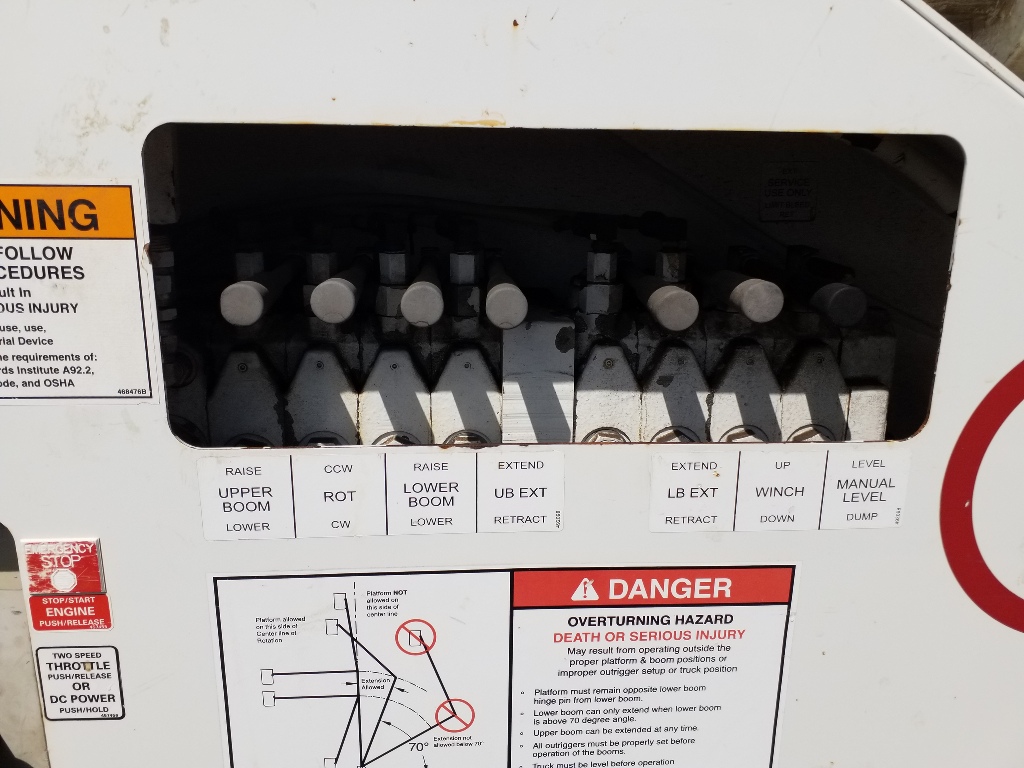 NING
FOLLOW
CEDURES
ult In
OUS INJURY
use, use,
rial Device
he requirements of:
rds Institute A92.2,
ode, and OSHA
468476B
SERVICE
USE ONLY
RAISE
UPPER
BOOM
LOWER
CCW
ROT
CW
RAISE
LOWER
BOOM
LOWER
EXTEND
UB EXT
RETRACT
EXTEND
LB EXT
RETRACT
UP
WINCH
DOWN
LEVEL
MANUAL
LEVEL
DUMP
EMERGENCY
STOP
STOP/START
ENGINE
PUSH/RELEASE
TWO SPEED
THROTTLE
PUSH/RELEASE
OR
DC POWER
PUSH/HOLD
Platform allowed
on this side of
Center line of
Rotation
Platform NOT
allowed on
this side of
center line
Extension
Allowed
70°
Extension not
allowed below 70°
DANGER
OVERTURNING HAZARD
DEATH OR SERIOUS INJURY
May result from operating outside the
proper platform & boom positions or
improper outrigger setup or truck position
Platform must remain opposite lower boom
hinge pin from lower boom.
Lower boom can only extend when lower boom
is above 70 degree angle.
Upper boom can be extended at any time
All outriggers must be properly set before
operation of the booms.
Truck must be level before operation